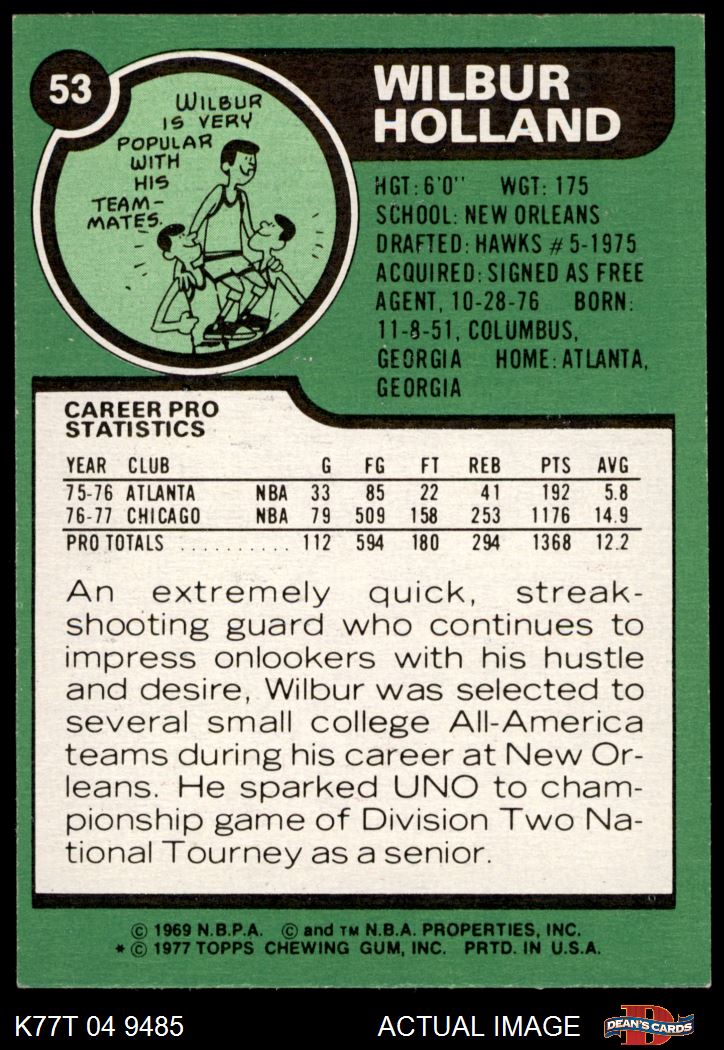 53
WILBUR
IS VERY
POPULAR
WITH
HIS
TEAM-
MATES.
WILBUR
HOLLAND
HGT: 6'0'' WGT: 175
SCHOOL: NEW ORLEANS
DRAFTED: HAWKS #5-1975
ACQUIRED: SIGNED AS FREE
AGENT, 10-28-76 BORN:
11-8-51, COLUMBUS,
GEORGIA HOME: ATLANTA,
GEORGIA
CAREER PRO
STATISTICS
YEAR CLUB G FG FT REB PTS AVG
75-76 ATLANTA NBA 33 85 22 41 192 5.8
76-77 CHICAGO NBA 79 509 158 253 1176 14.9
PRO TOTALS .......... 112 594 180 294 1368 12.2
An extremely quick, streak-
shooting guard who continues to
impress onlookers with his hustle
and desire, Wilbur was selected to
several small college All-America
teams during his career at New Or-
leans. He sparked UNO to cham-
pionship game of Division Two Na-
tional Tourney as a senior.
© 1969 N.B.P.A. © and TM N.B.A. PROPERTIES, INC.
* © 1977 TOPPS CHEWING GUM, INC. PRTD. IN U.S.A.
K77T 04 9485 ACTUAL IMAGE D DEAN'S CARDS